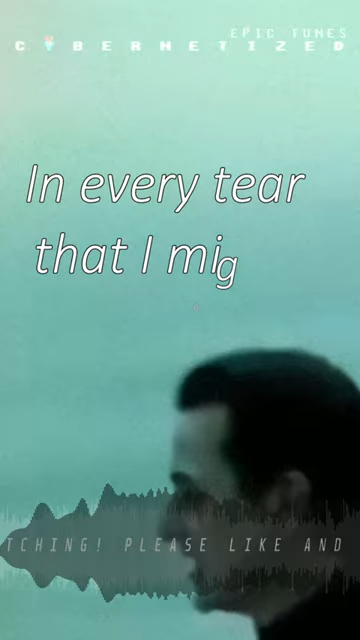 EPIC TUNES
CYBERNETIZED
In every tear
that I mig
TCHING! PLEASE LIKE AND